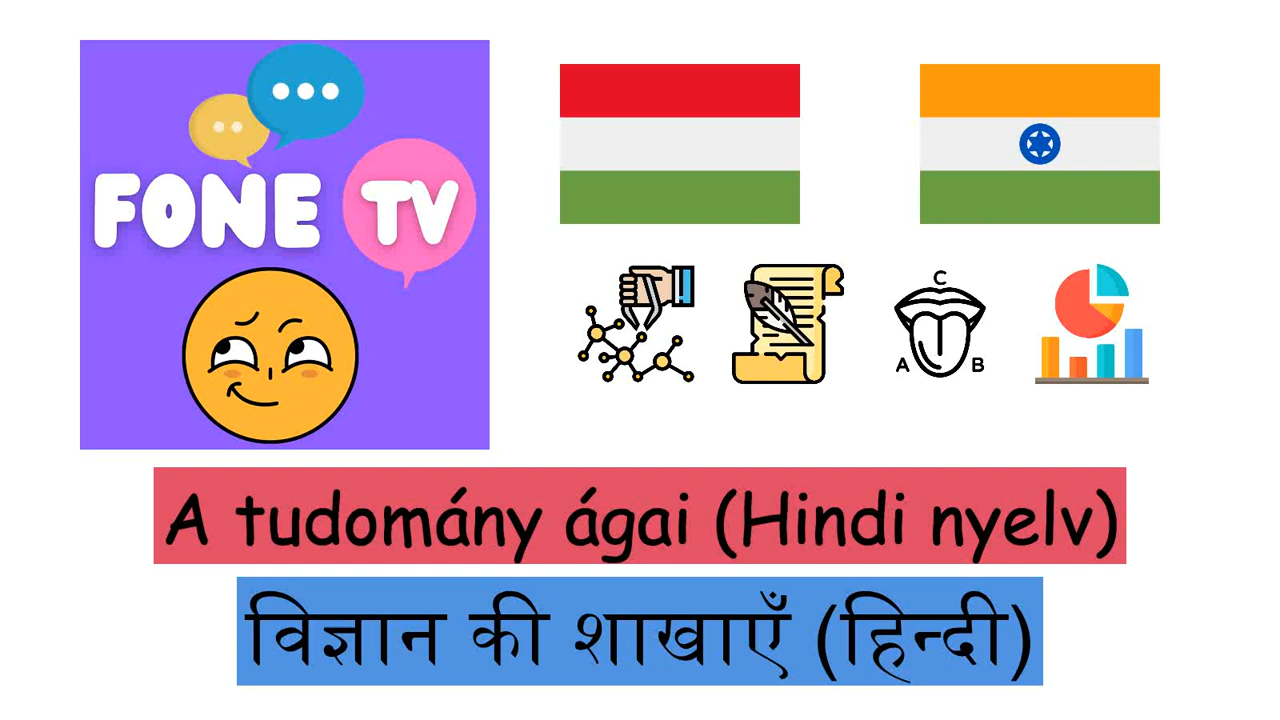 FONE TV
C
A B
A tudomány ágai (Hindi nyelv)
विज्ञान की शाखाएँ (हिन्दी)